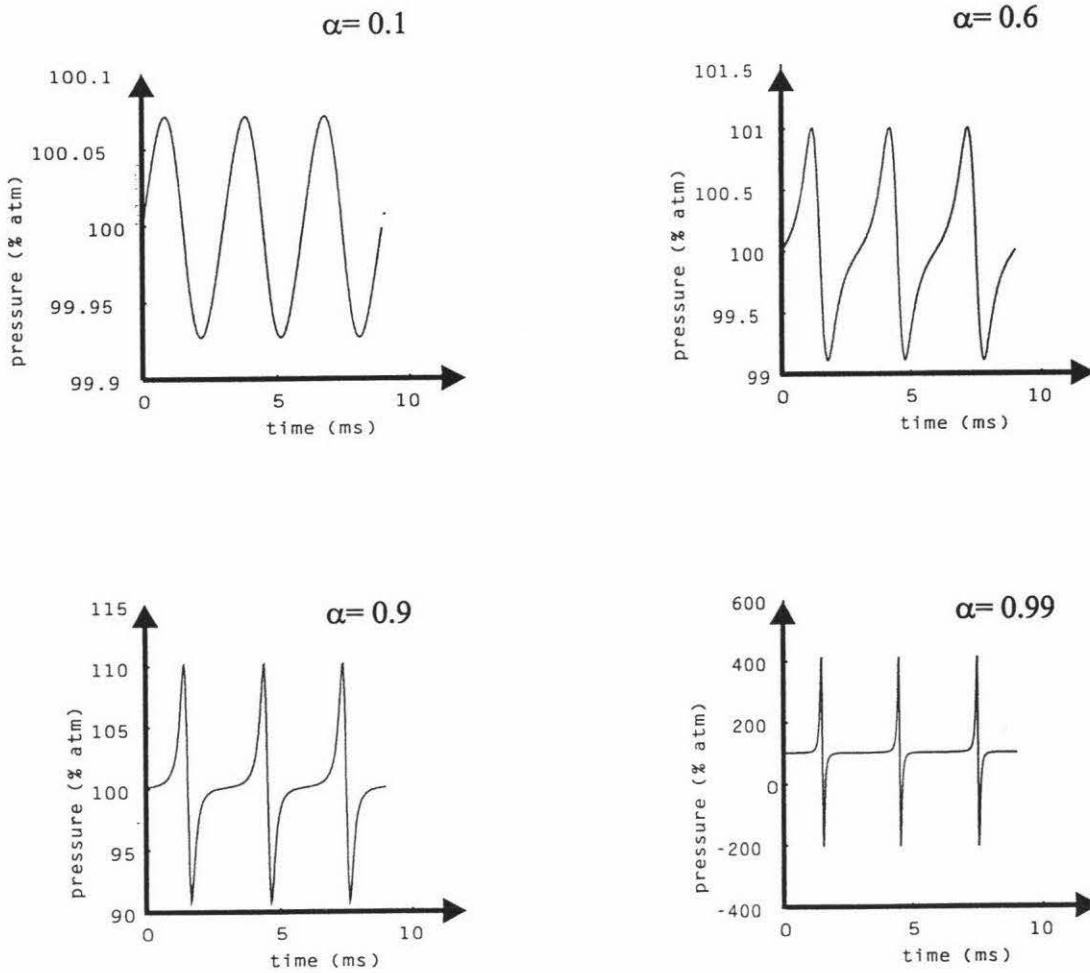 α= 0.1
100.1
100.05
100
99.95
99.9
pressure (% atm)
0 5 10
time (ms)
α= 0.6
101.5
101
100.5
100
99.5
99
pressure (% atm)
0 5 10
time (ms)
α= 0.9
115
110
105
100
95
90
pressure (% atm)
0 5 10
time (ms)
α= 0.99
600
400
200
0
-200
-400
pressure (% atm)
0 5 10
time (ms)